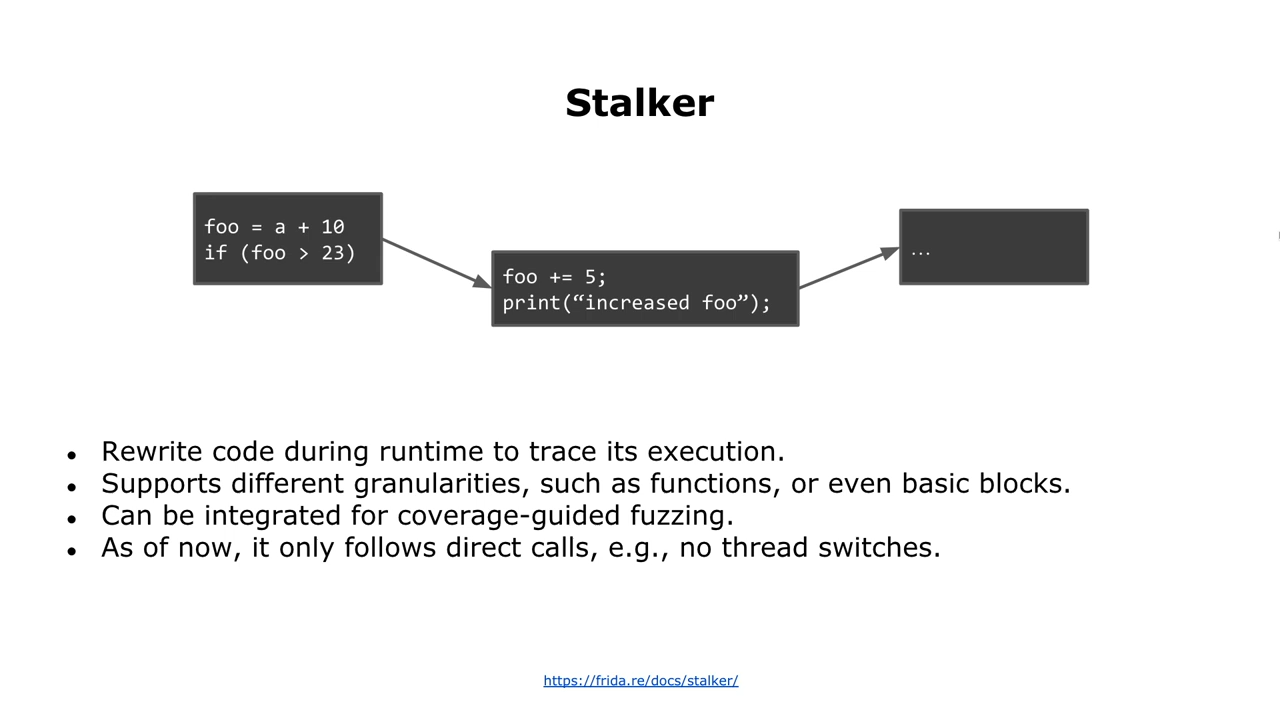 Stalker
foo = a + 10
if (foo > 23)
foo += 5;
print(“increased foo”);
...
● Rewrite code during runtime to trace its execution.
● Supports different granularities, such as functions, or even basic blocks.
● Can be integrated for coverage-guided fuzzing.
● As of now, it only follows direct calls, e.g., no thread switches.
https://frida.re/docs/stalker/